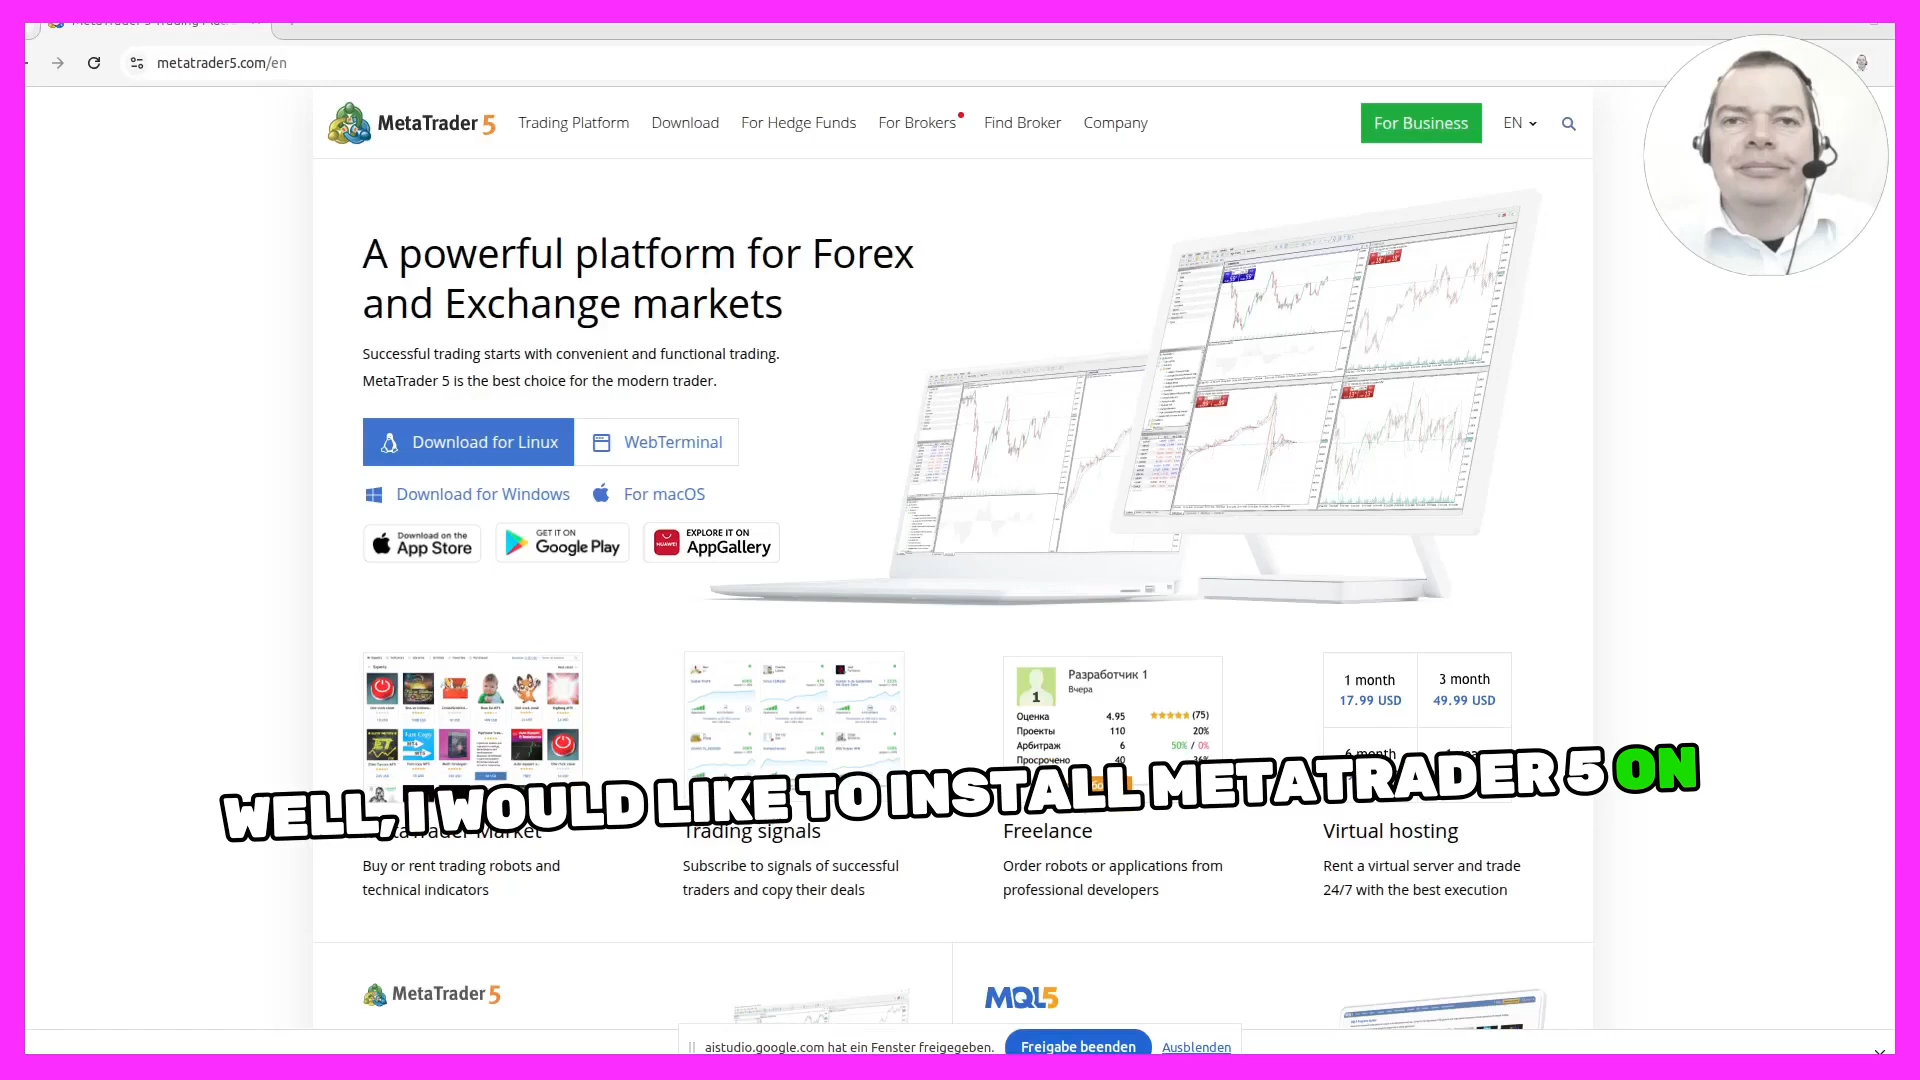 metatrader5.com/en
MetaTrader 5
Trading Platform
Download
For Hedge Funds
For Brokers
Find Broker
Company
For Business
EN
A powerful platform for Forex
and Exchange markets
Successful trading starts with convenient and functional trading.
MetaTrader 5 is the best choice for the modern trader.
Download for Linux
WebTerminal
Download for Windows
For macOS
Download on the
App Store
GET IT ON
Google Play
HUAWEI
EXPLORE IT ON
AppGallery
1
Разработчик 1
Вчера
Оценка 4.95 (75)
Проекты 110 20%
Арбитраж 6 50% / 0%
Просрочено 40
1 month
17.99 USD
3 month
49.99 USD
6 month
WELL, I WOULD LIKE TO INSTALL METATRADER 5 ON
MetaTrader Market
Buy or rent trading robots and
technical indicators
Trading signals
Subscribe to signals of successful
traders and copy their deals
Freelance
Order robots or applications from
professional developers
Virtual hosting
Rent a virtual server and trade
24/7 with the best execution
MetaTrader 5
MQL5
aistudio.google.com hat ein Fenster freigegeben.
Freigabe beenden
Ausblenden